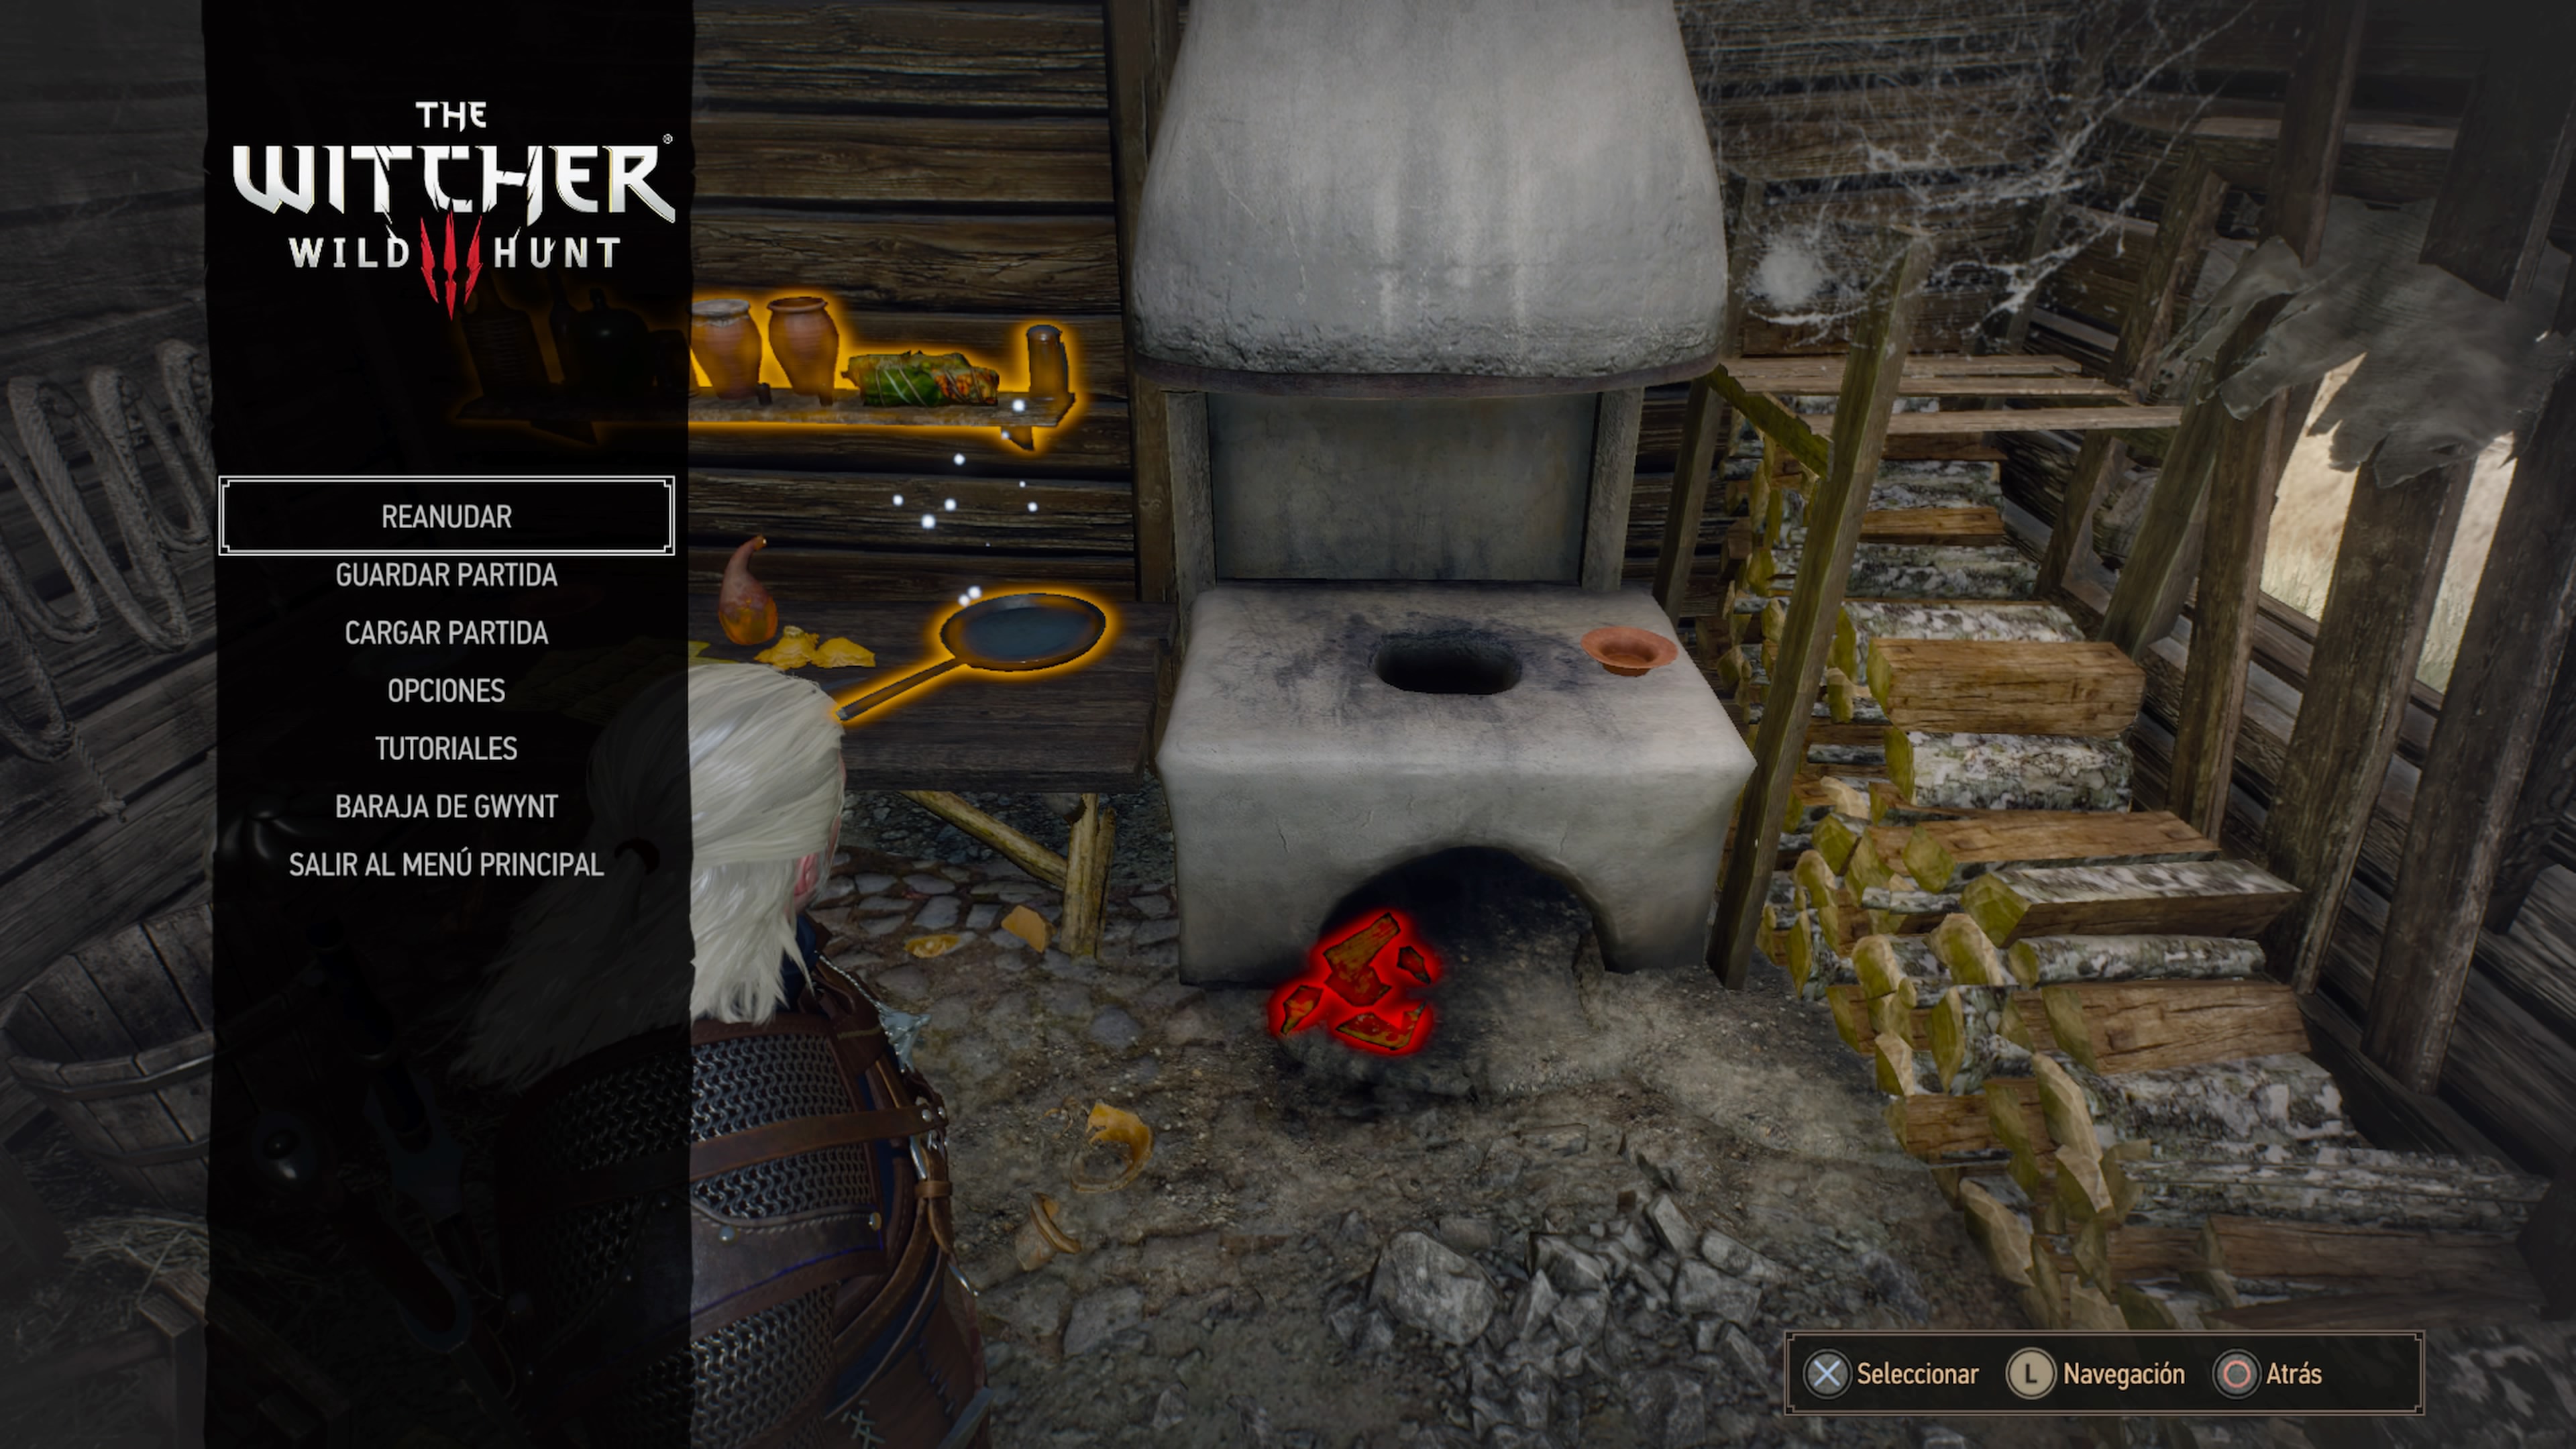 THE
WITCHER®
WILD III HUNT
REANUDAR
GUARDAR PARTIDA
CARGAR PARTIDA
OPCIONES
TUTORIALES
BARAJA DE GWYNT
SALIR AL MENÚ PRINCIPAL
Seleccionar L Navegación Atrás